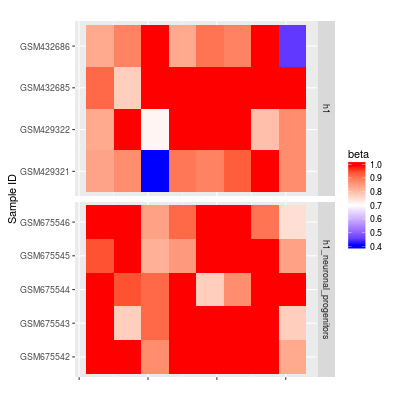 GSM432686
GSM432685
GSM429322
GSM429321
h1
GSM675546
GSM675545
GSM675544
GSM675543
GSM675542
h1_neuronal_progenitors
Sample ID
beta
1.0
0.9
0.8
0.7
0.6
0.5
0.4